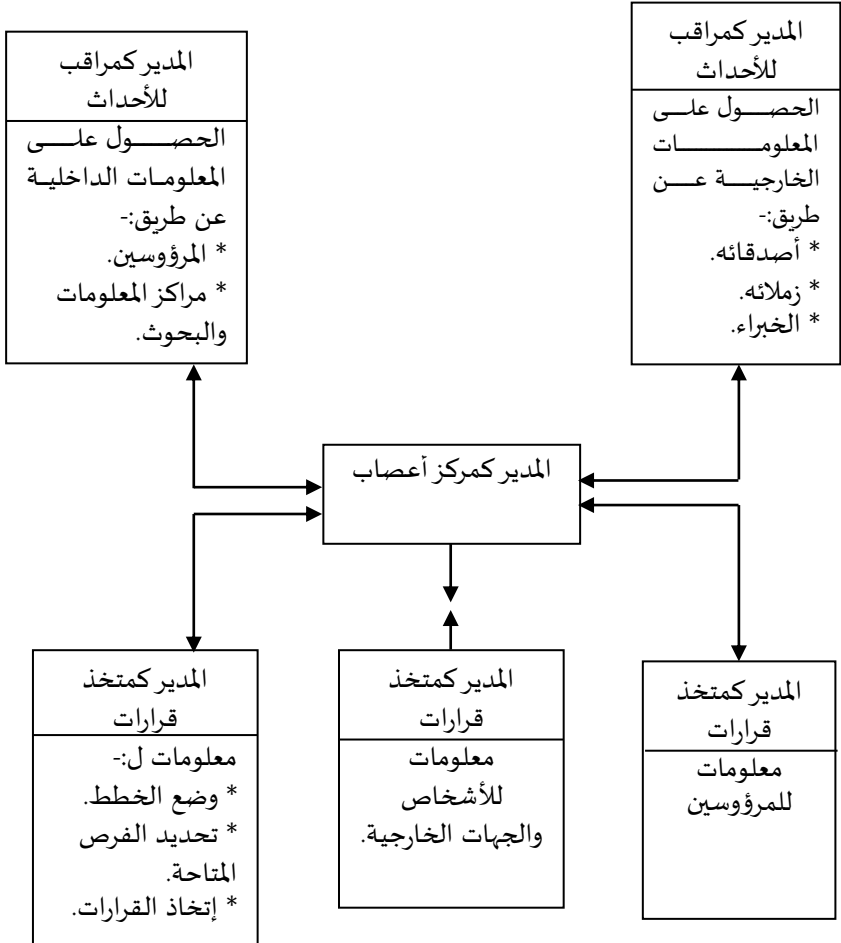 المدير كمراقب
للأحداث
الحصول على
المعلومات
الخارجية عن
طريق:-
* أصدقائه.
* زملائه.
* الخبراء.
المدير كمراقب
للأحداث
الحصول على
المعلومات الداخلية
عن طريق:-
* المرؤوسين.
* مراكز المعلومات
والبحوث.
المدير كمركز أعصاب
المدير كمتخذ
قرارات
معلومات
للمرؤوسين
المدير كمتخذ
قرارات
معلومات
للأشخاص
والجهات الخارجية.
المدير كمتخذ
قرارات
معلومات ل:-
* وضع الخطط.
* تحديد الفرص
المتاحة.
* إتخاذ القرارات.